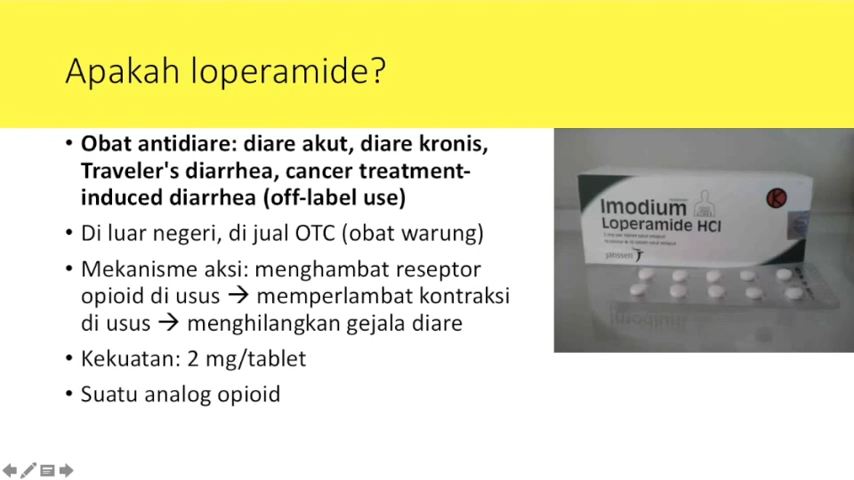 Apakah loperamide?
• Obat antidiare: diare akut, diare kronis,
Traveler's diarrhea, cancer treatment-
induced diarrhea (off-label use)
• Di luar negeri, di jual OTC (obat warung)
• Mekanisme aksi: menghambat reseptor
opioid di usus → memperlambat kontraksi
di usus → menghilangkan gejala diare
• Kekuatan: 2 mg/tablet
• Suatu analog opioid
Imodium
Loperamide HCl
janssen
K